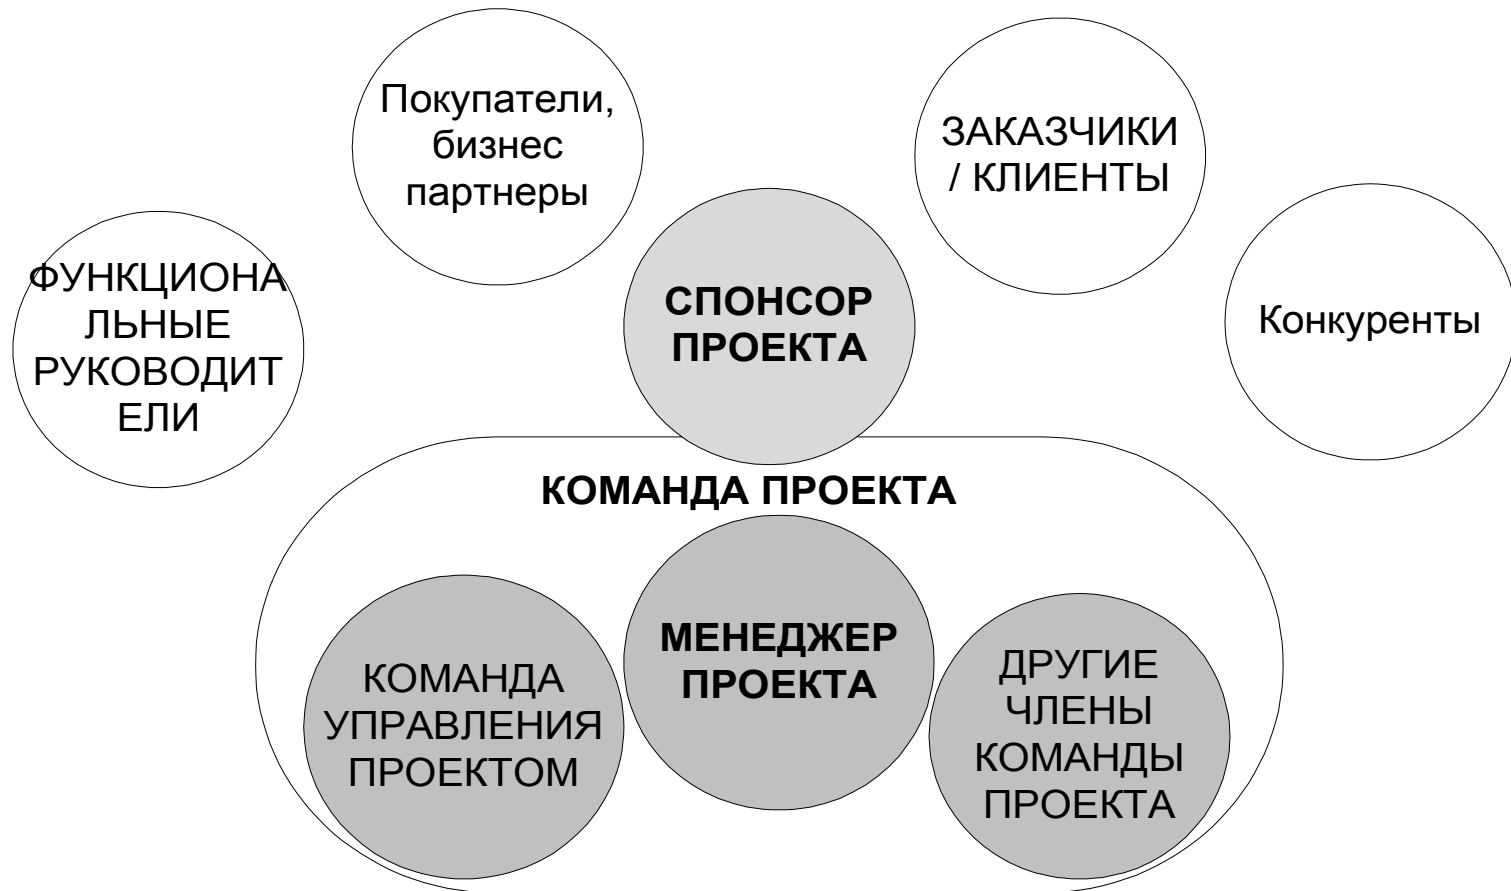 Покупатели,
бизнес
партнеры
ЗАКАЗЧИКИ
/ КЛИЕНТЫ
ФУНКЦИОНА
ЛЬНЫЕ
РУКОВОДИТ
ЕЛИ
СПОНСОР
ПРОЕКТА
Конкуренты
КОМАНДА ПРОЕКТА
КОМАНДА
УПРАВЛЕНИЯ
ПРОЕКТОМ
МЕНЕДЖЕР
ПРОЕКТА
ДРУГИЕ
ЧЛЕНЫ
КОМАНДЫ
ПРОЕКТА